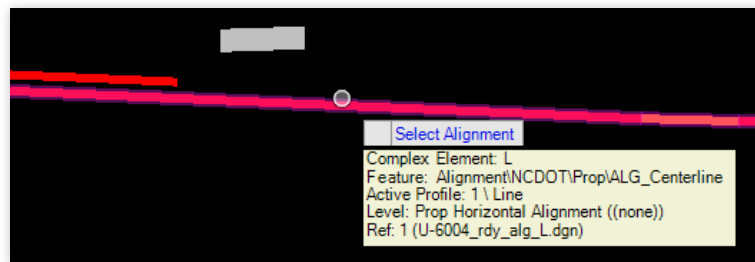 Select Alignment
Complex Element: L
Feature: Alignment\NCDOT\Prop\ALG_Centerline
Active Profile: 1 \ Line
Level: Prop Horizontal Alignment ((none))
Ref: 1 (U-6004_rdy_alg_L.dgn)